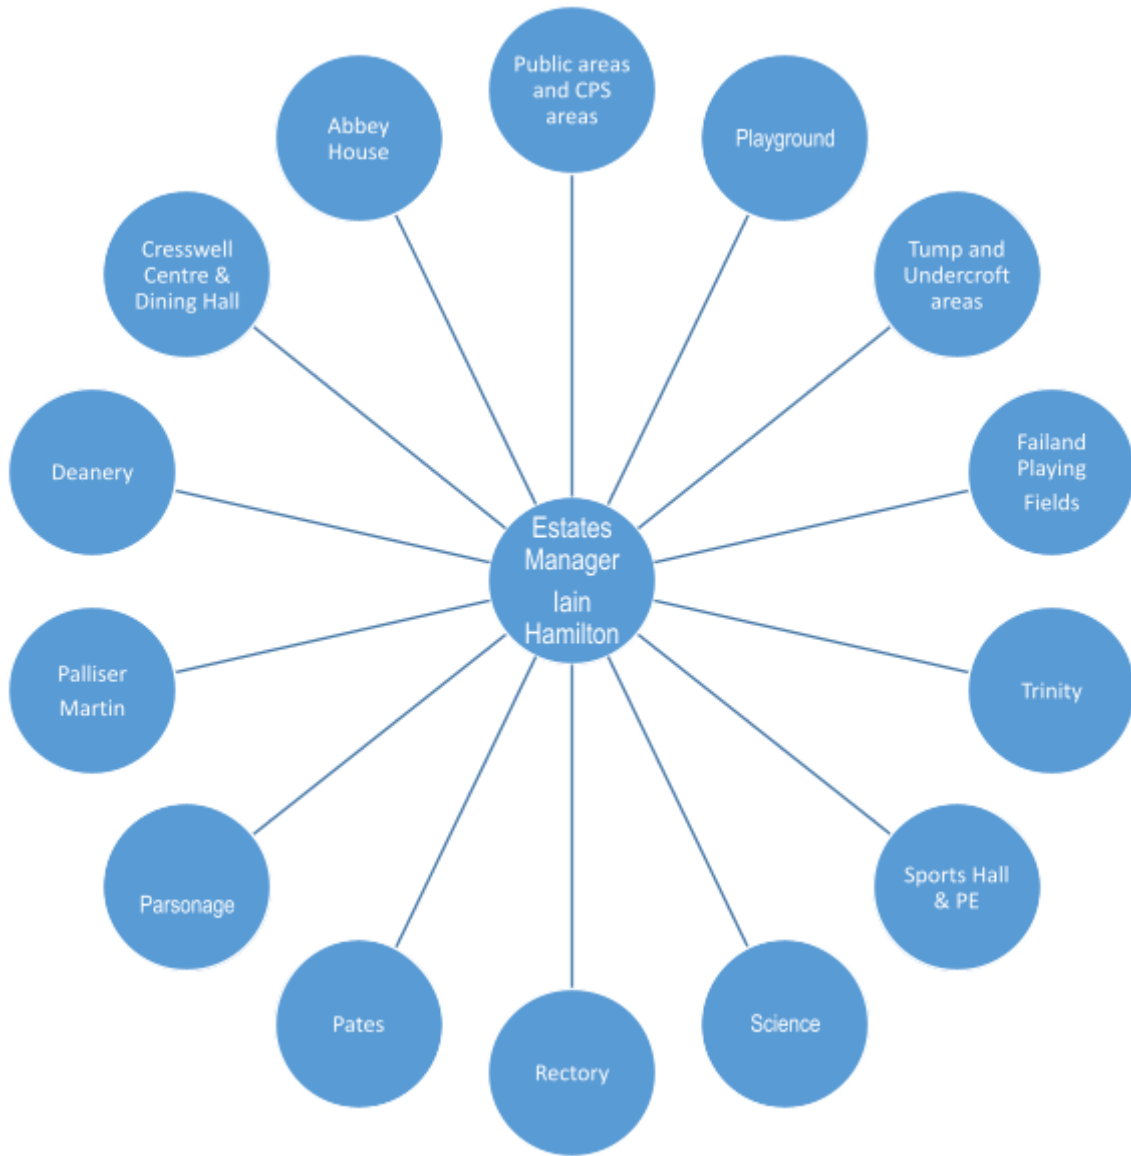 Public areas
and CPS
areas
Playground
Tump and
Undercroft
areas
Failand
Playing
Fields
Trinity
Sports Hall
& PE
Science
Rectory
Pates
Parsonage
Palliser
Martin
Deanery
Cresswell
Centre &
Dining Hall
Abbey
House
Estates
Manager
Iain
Hamilton